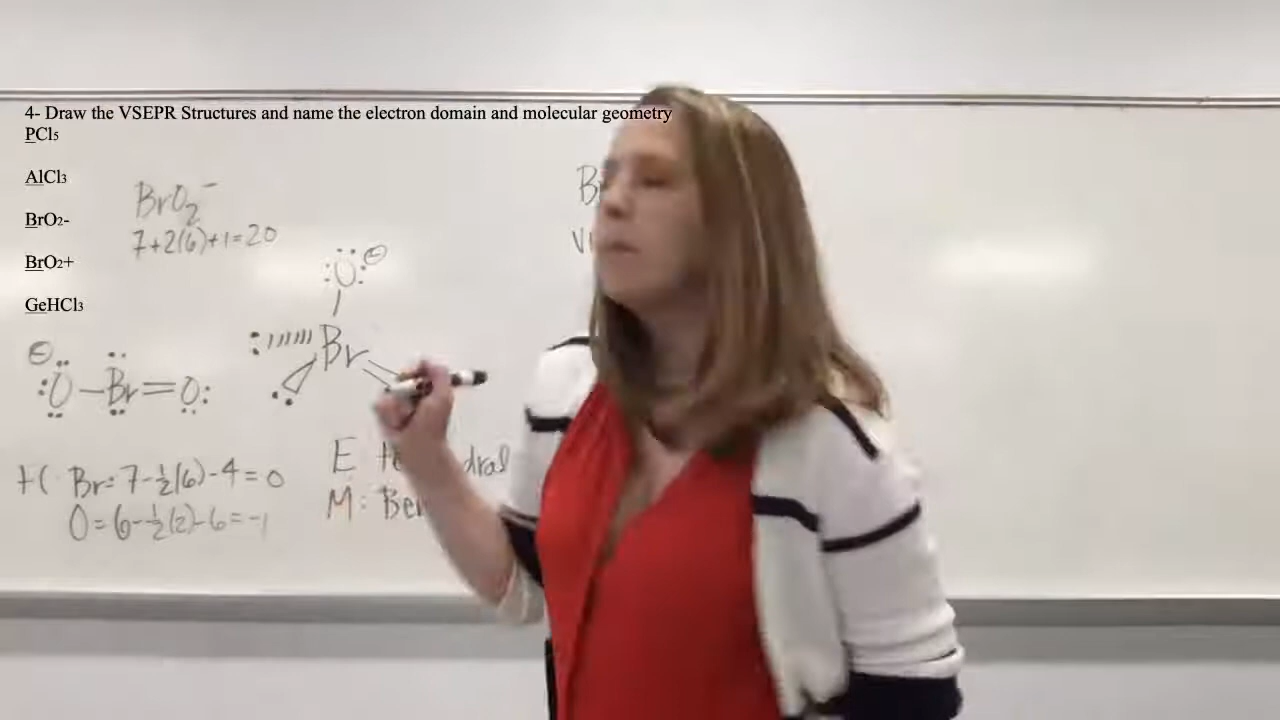 4- Draw the VSEPR Structures and name the electron domain and molecular geometry
PCl5
AlCl3
BrO2-
BrO2+
GeHCl3
BrO2⁻
7+2(6)+1=20
:Ö: ⊖
Br
⊖ :Ö—Br=O:
Br= 7-½(6)-4=0
O=6-½(2)-6=-1
E
M: